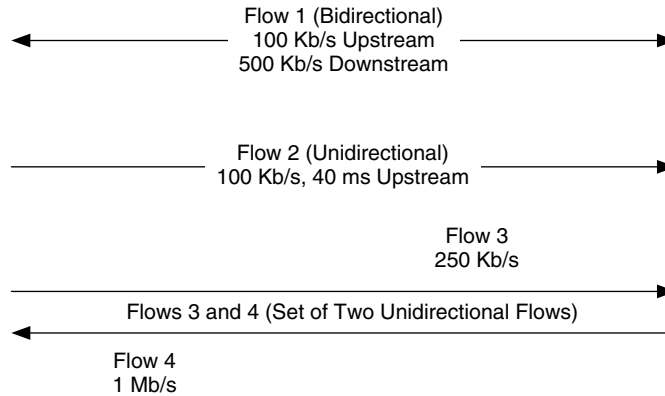 Flow 1 (Bidirectional)
100 Kb/s Upstream
500 Kb/s Downstream
Flow 2 (Unidirectional)
100 Kb/s, 40 ms Upstream
Flow 3
250 Kb/s
Flows 3 and 4 (Set of Two Unidirectional Flows)
Flow 4
1 Mb/s